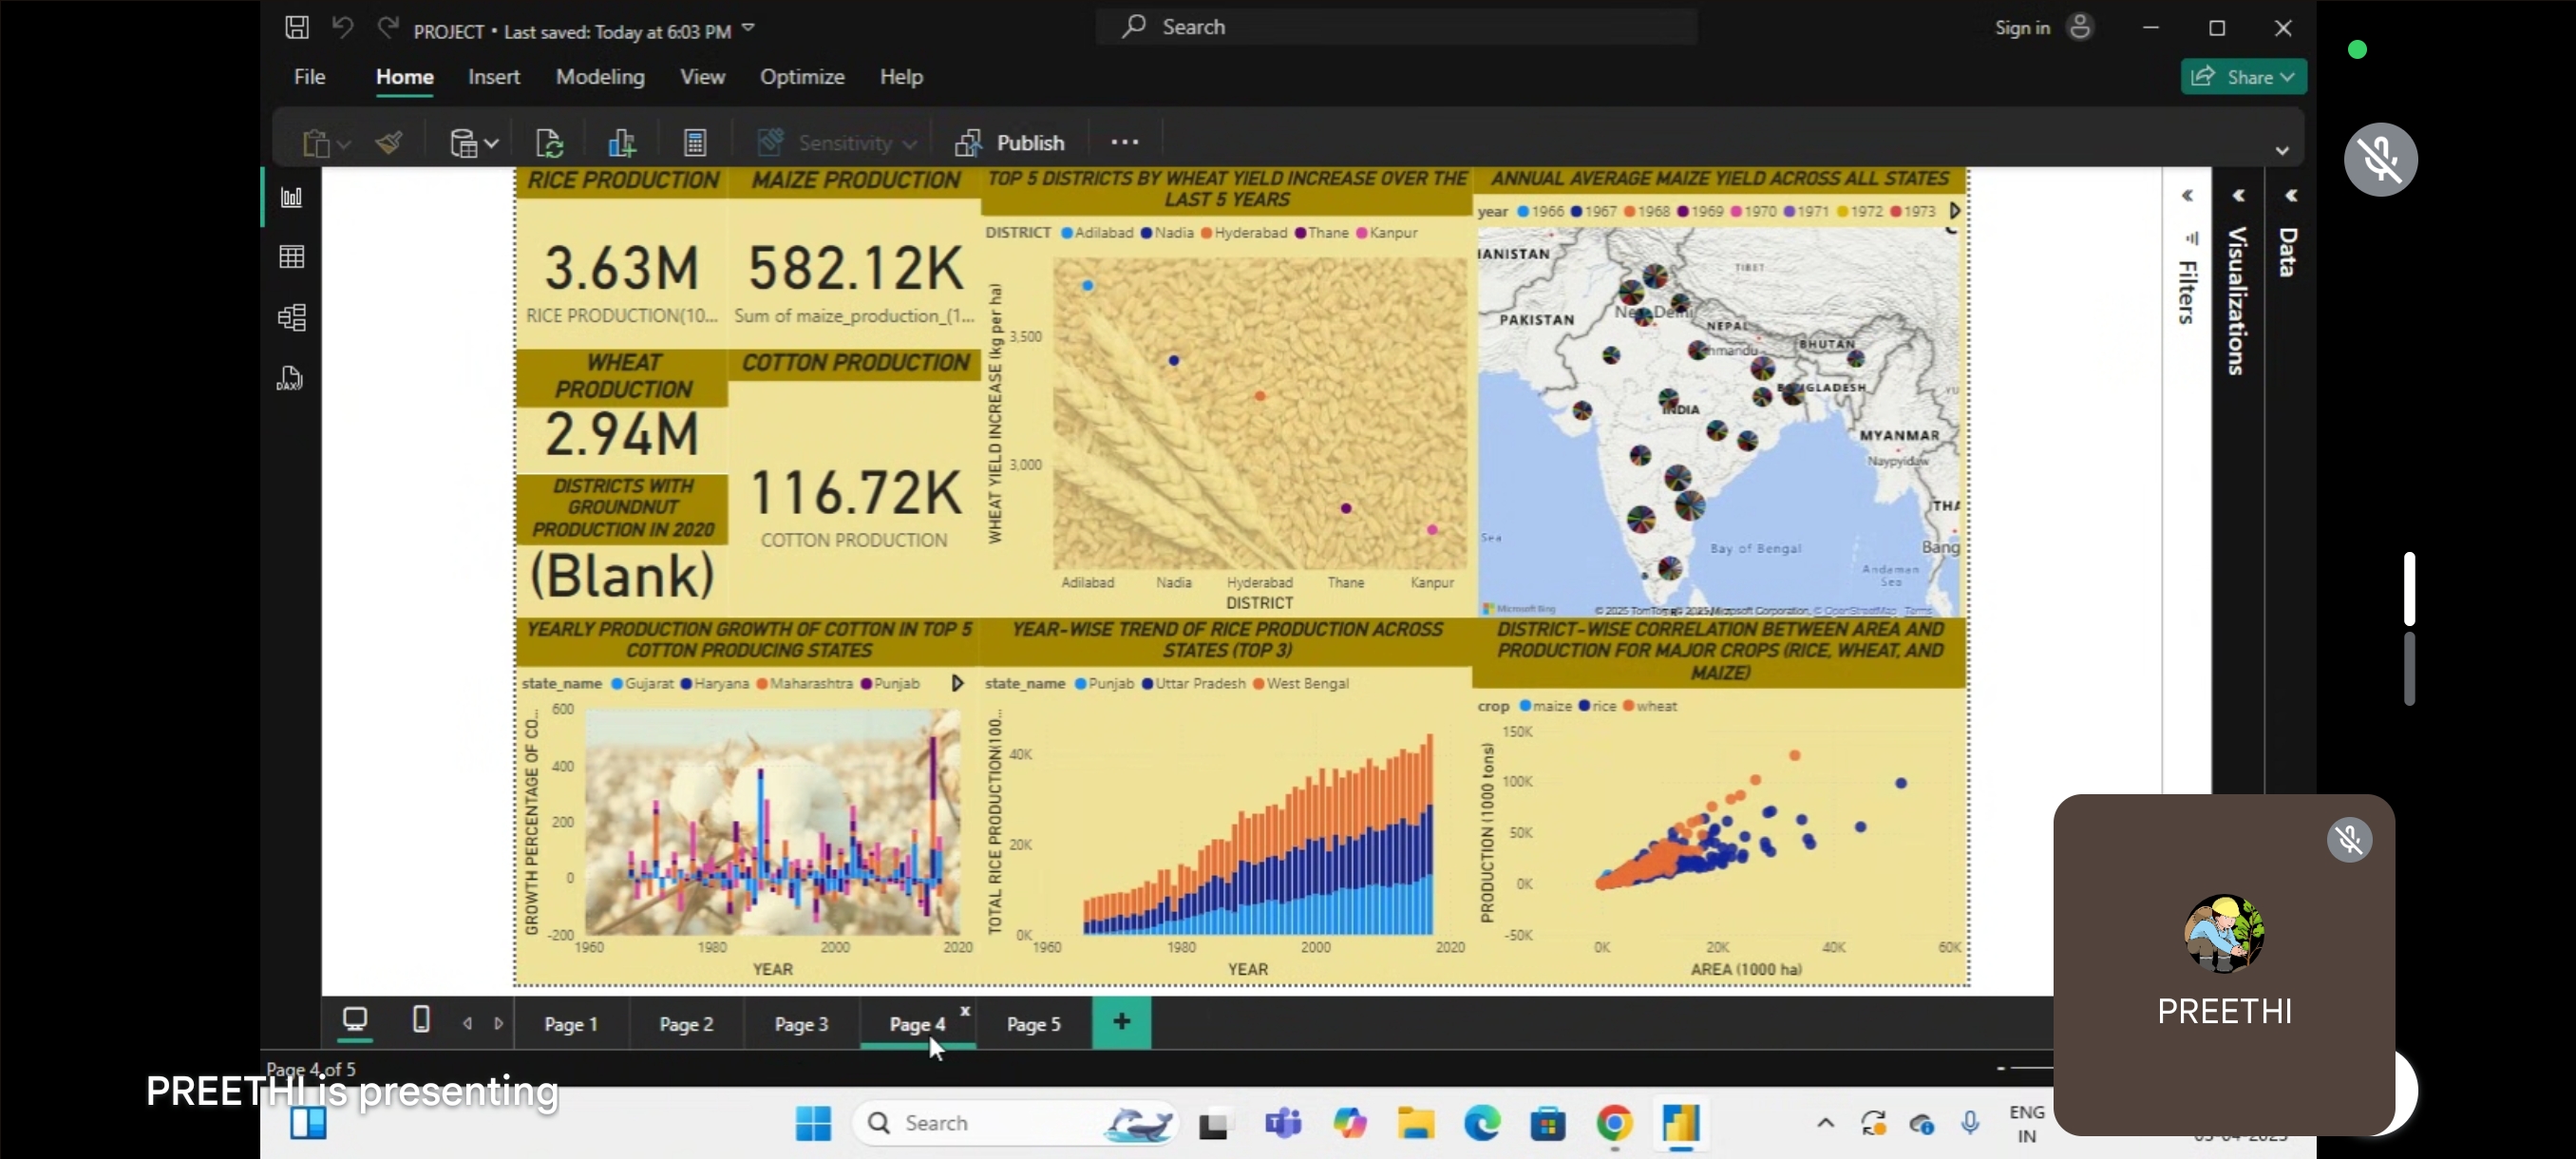 PROJECT • Last saved: Today at 6:03 PM
Search
Sign in
File Home Insert Modeling View Optimize Help
Share
Sensitivity
Publish
RICE PRODUCTION
3.63M
RICE PRODUCTION(10...
MAIZE PRODUCTION
582.12K
Sum of maize_production_(1...
WHEAT
PRODUCTION
2.94M
COTTON PRODUCTION
116.72K
COTTON PRODUCTION
DISTRICTS WITH
GROUNDNUT
PRODUCTION IN 2020
(Blank)
TOP 5 DISTRICTS BY WHEAT YIELD INCREASE OVER THE
LAST 5 YEARS
DISTRICT Adilabad Nadia Hyderabad Thane Kanpur
WHEAT YIELD INCREASE (kg per ha)
3,500
3,000
Adilabad Nadia Hyderabad Thane Kanpur
DISTRICT
ANNUAL AVERAGE MAIZE YIELD ACROSS ALL STATES
year 1966 1967 1968 1969 1970 1971 1972 1973
IANISTAN
TIBET
PAKISTAN
New Delhi
NEPAL
BHUTAN
hmandu
INDIA
MYANMAR
Naypyidaw
THA
Sea
Bay of Bengal
Bang
Andaman
Sea
Microsoft Bing
© 2025 TomTom, © 2025 Microsoft Corporation, © OpenStreetMap Terms
YEARLY PRODUCTION GROWTH OF COTTON IN TOP 5
COTTON PRODUCING STATES
state_name Gujarat Haryana Maharashtra Punjab
GROWTH PERCENTAGE OF CO...
600
400
200
0
-200
1960 1980 2000 2020
YEAR
YEAR-WISE TREND OF RICE PRODUCTION ACROSS
STATES (TOP 3)
state_name Punjab Uttar Pradesh West Bengal
TOTAL RICE PRODUCTION(100...
40K
20K
0K
1960 1980 2000 2020
YEAR
DISTRICT-WISE CORRELATION BETWEEN AREA AND
PRODUCTION FOR MAJOR CROPS (RICE, WHEAT, AND
MAIZE)
crop maize rice wheat
PRODUCTION (1000 tons)
150K
100K
50K
0K
-50K
0K 20K 40K 60K
AREA (1000 ha)
Filters
Visualizations
Data
DAX
Page 1 Page 2 Page 3 Page 4 x Page 5 +
Page 4 of 5
PREETHI is presenting
PREETHI
Search
ENG
IN